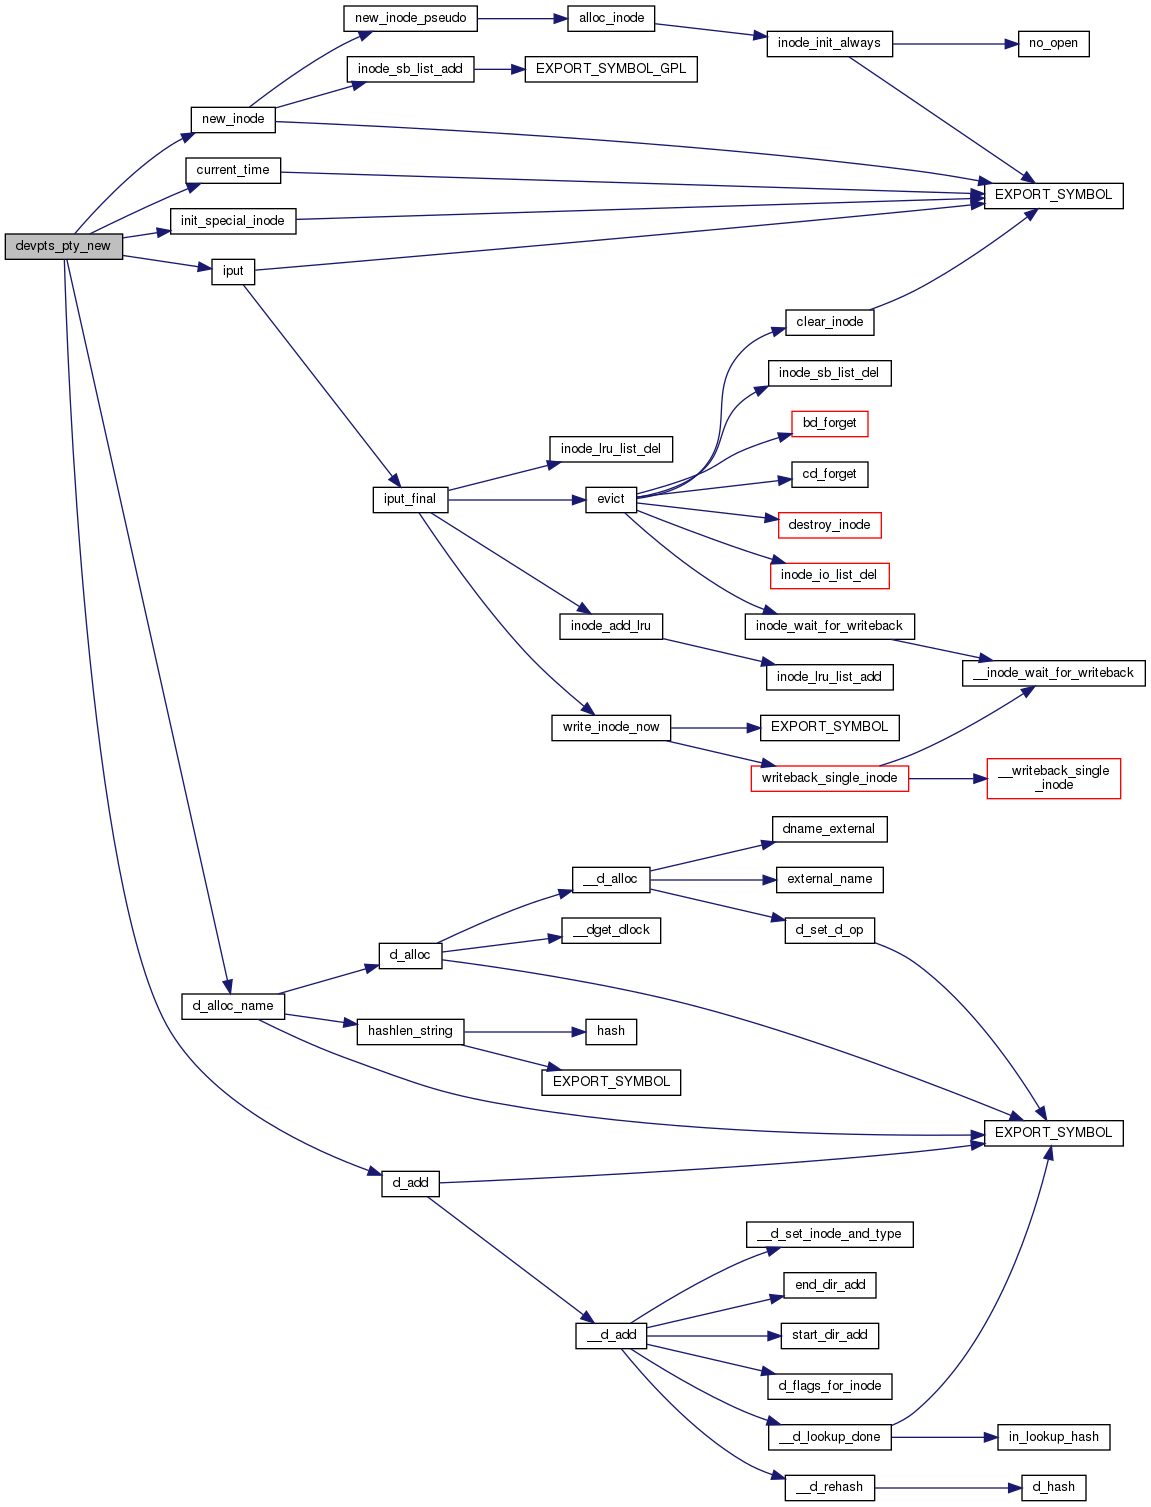 new_inode_pseudo
alloc_inode
inode_init_always
no_open
inode_sb_list_add
EXPORT_SYMBOL_GPL
new_inode
current_time
EXPORT_SYMBOL
init_special_inode
devpts_pty_new
iput
clear_inode
inode_sb_list_del
bd_forget
inode_lru_list_del
cd_forget
iput_final
evict
destroy_inode
inode_io_list_del
inode_add_lru
inode_wait_for_writeback
inode_lru_list_add
__inode_wait_for_writeback
write_inode_now
EXPORT_SYMBOL
writeback_single_inode
__writeback_single
_inode
dname_external
__d_alloc
external_name
__dget_dlock
d_set_d_op
d_alloc
d_alloc_name
hashlen_string
hash
EXPORT_SYMBOL
EXPORT_SYMBOL
d_add
__d_set_inode_and_type
end_dir_add
__d_add
start_dir_add
d_flags_for_inode
__d_lookup_done
in_lookup_hash
__d_rehash
d_hash